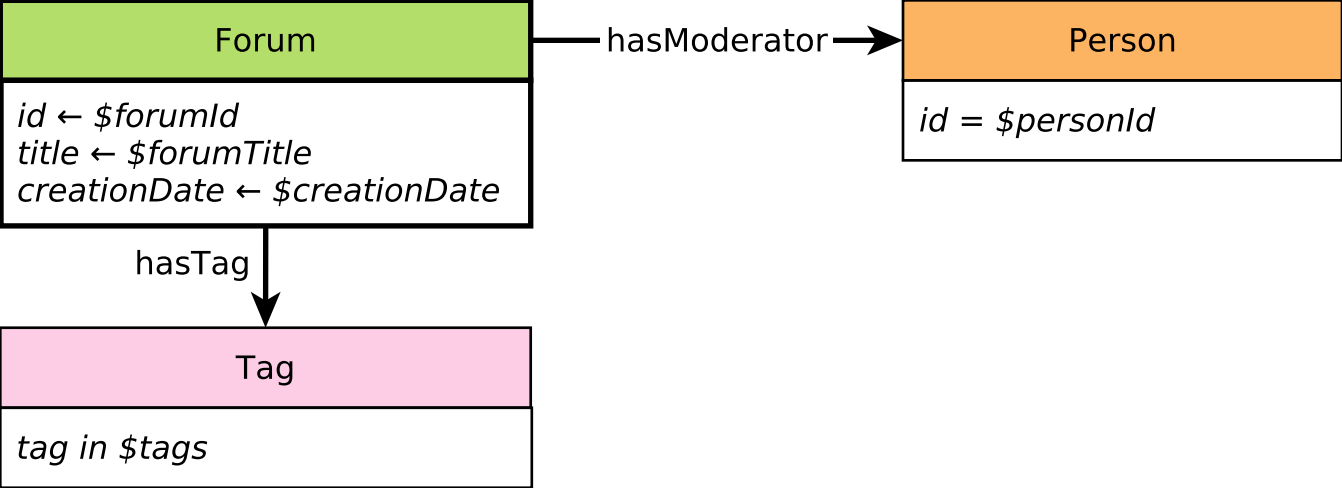 Forum
hasModerator
Person
id ← $forumId
title ← $forumTitle
creationDate ← $creationDate
id = $personId
hasTag
Tag
tag in $tags